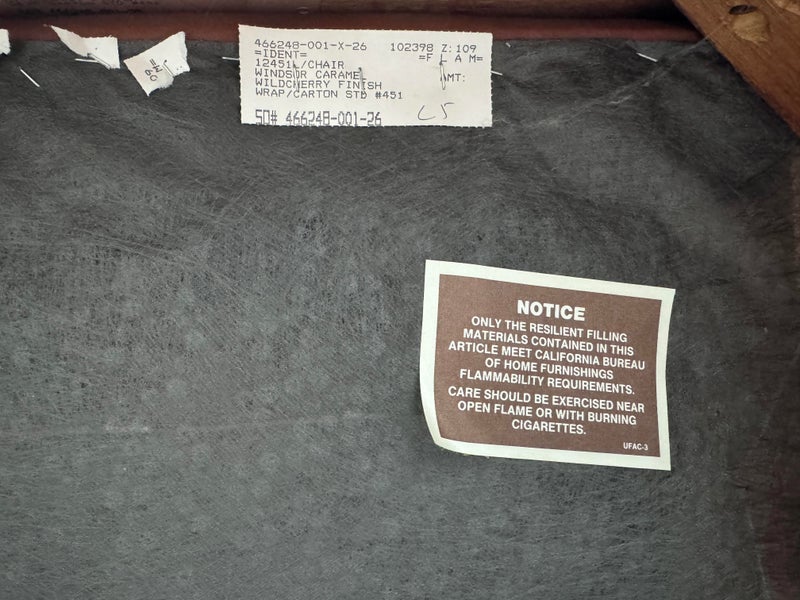 466248-001-X-26 102398 Z:109
=IDENT= =F L A M=
12451L/CHAIR
WINDSOR CARAMEL MT:
WILDCHERRY FINISH
WRAP/CARTON STD #451
SO# 466248-001-26
NOTICE
ONLY THE RESILIENT FILLING
MATERIALS CONTAINED IN THIS
ARTICLE MEET CALIFORNIA BUREAU
OF HOME FURNISHINGS
FLAMMABILITY REQUIREMENTS.
CARE SHOULD BE EXERCISED NEAR
OPEN FLAME OR WITH BURNING
CIGARETTES.
UFAC-3